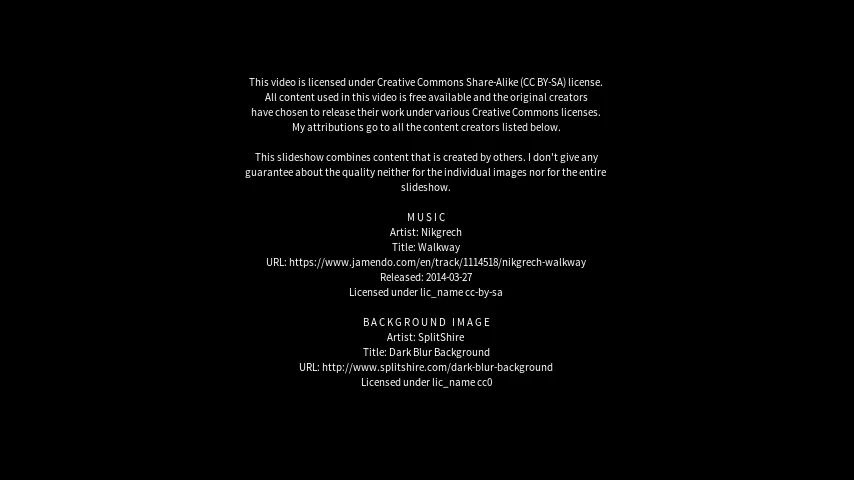 This video is licensed under Creative Commons Share-Alike (CC BY-SA) license.
All content used in this video is free available and the original creators
have chosen to release their work under various Creative Commons licenses.
My attributions go to all the content creators listed below.
This slideshow combines content that is created by others. I don't give any
guarantee about the quality neither for the individual images nor for the entire
slideshow.
MUSIC
Artist: Nikgrech
Title: Walkway
URL: https://www.jamendo.com/en/track/1114518/nikgrech-walkway
Released: 2014-03-27
Licensed under lic_name cc-by-sa
BACKGROUND IMAGE
Artist: SplitShire
Title: Dark Blur Background
URL: http://www.splitshire.com/dark-blur-background
Licensed under lic_name cc0